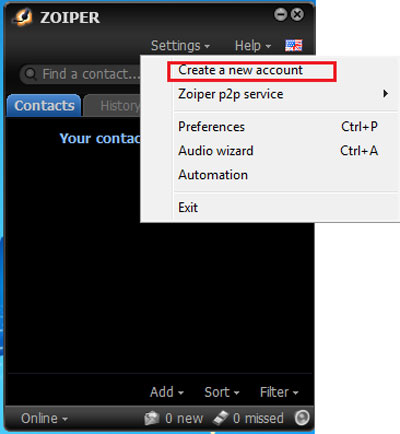 ZOIPER
Settings Help
Find a contact...
Create a new account
Zoiper p2p service
Contacts History
Preferences Ctrl+P
Your contac
Audio wizard Ctrl+A
Automation
Exit
Add Sort Filter
Online 0 new 0 missed